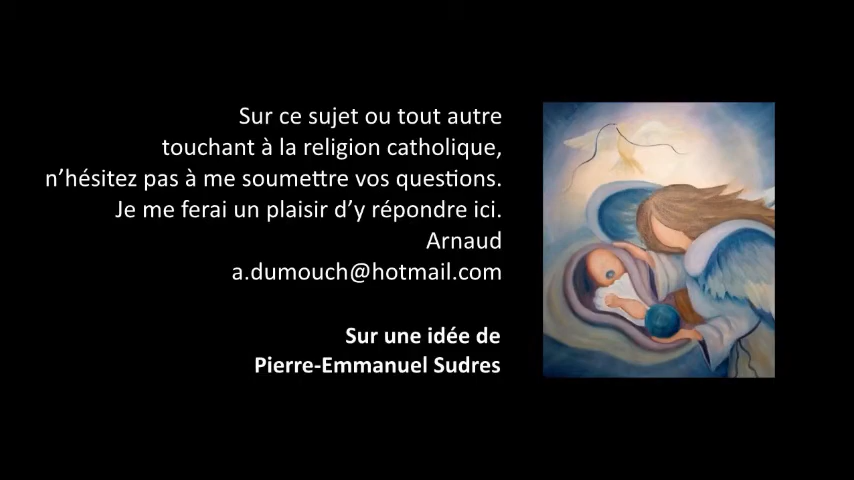 Sur ce sujet ou tout autre
touchant à la religion catholique,
n’hésitez pas à me soumettre vos questions.
Je me ferai un plaisir d’y répondre ici.
Arnaud
a.dumouch@hotmail.com
Sur une idée de
Pierre-Emmanuel Sudres